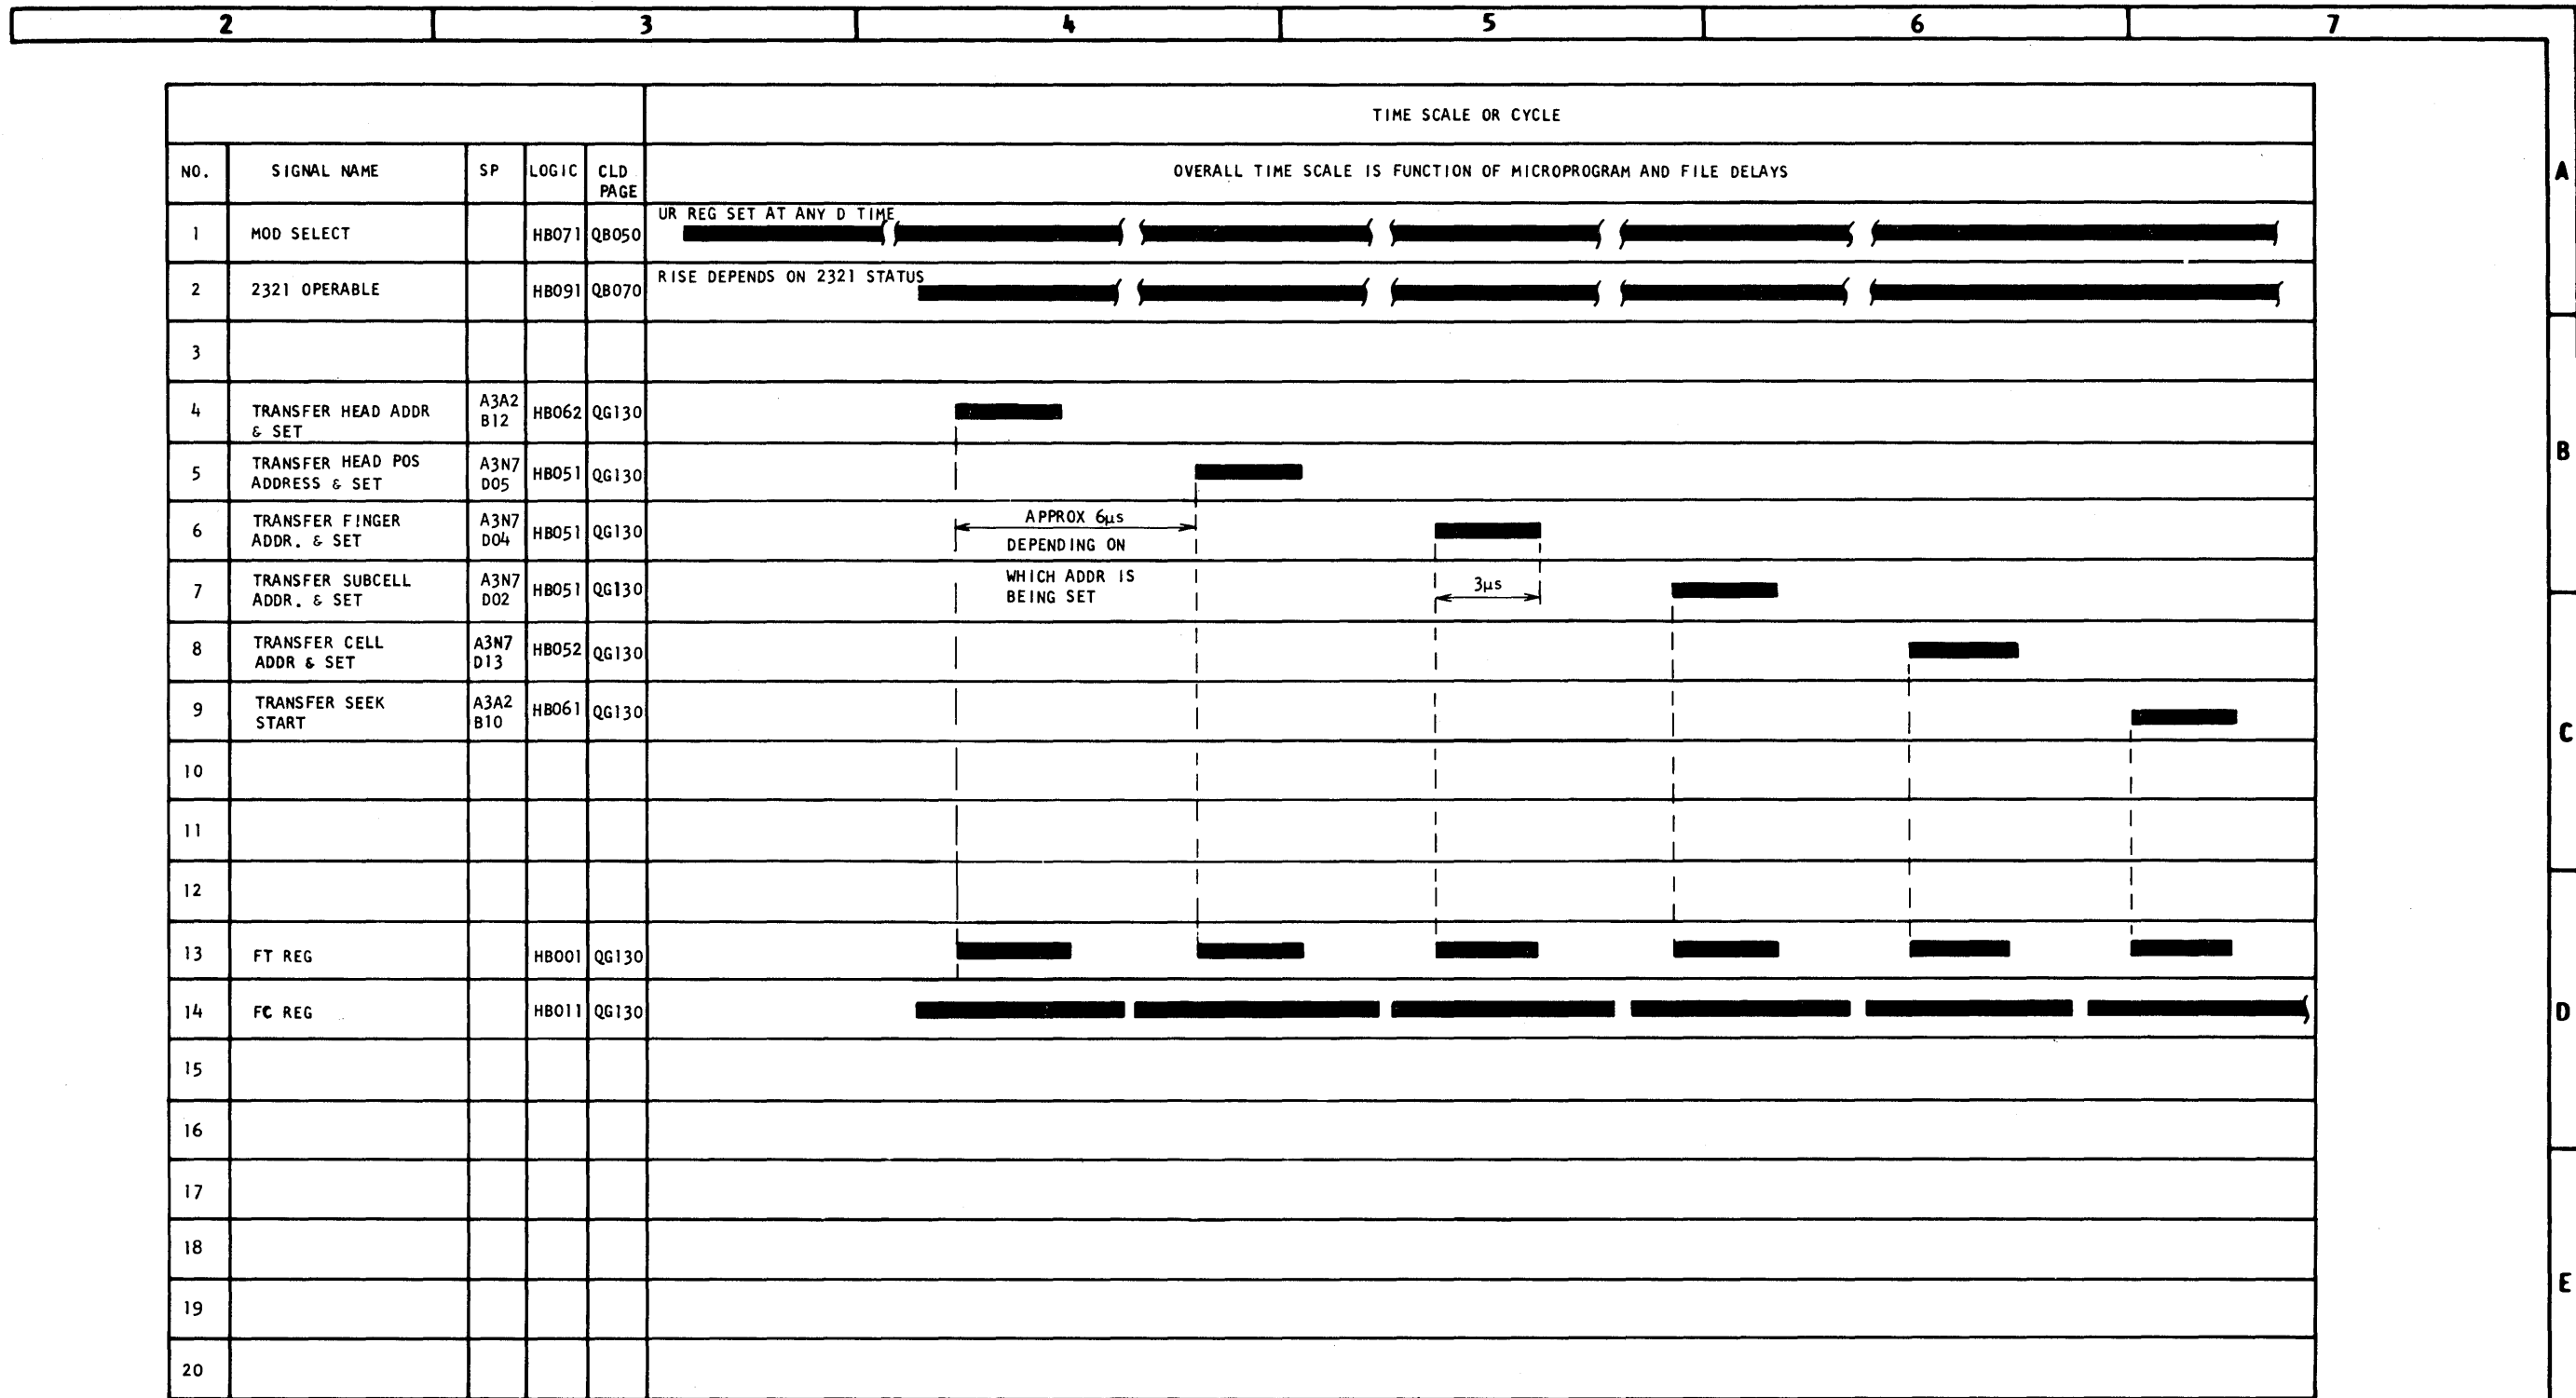 2 3 4 5 6 7
TIME SCALE OR CYCLE
NO. SIGNAL NAME SP LOGIC CLD PAGE OVERALL TIME SCALE IS FUNCTION OF MICROPROGRAM AND FILE DELAYS
A
UR REG SET AT ANY D TIME
1 MOD SELECT HB071 QB050
RISE DEPENDS ON 2321 STATUS
2 2321 OPERABLE HB091 QB070
3
4 TRANSFER HEAD ADDR & SET A3A2 B12 HB062 QG130
B
5 TRANSFER HEAD POS ADDRESS & SET A3N7 D05 HB051 QG130
6 TRANSFER FINGER ADDR. & SET A3N7 D04 HB051 QG130
APPROX 6µs
DEPENDING ON
WHICH ADDR IS
BEING SET
7 TRANSFER SUBCELL ADDR. & SET A3N7 D02 HB051 QG130
3µs
8 TRANSFER CELL ADDR & SET A3N7 D13 HB052 QG130
9 TRANSFER SEEK START A3A2 B10 HB061 QG130
C
10
11
12
13 FT REG HB001 QG130
14 FC REG HB011 QG130
D
15
16
17
18
19
E
20